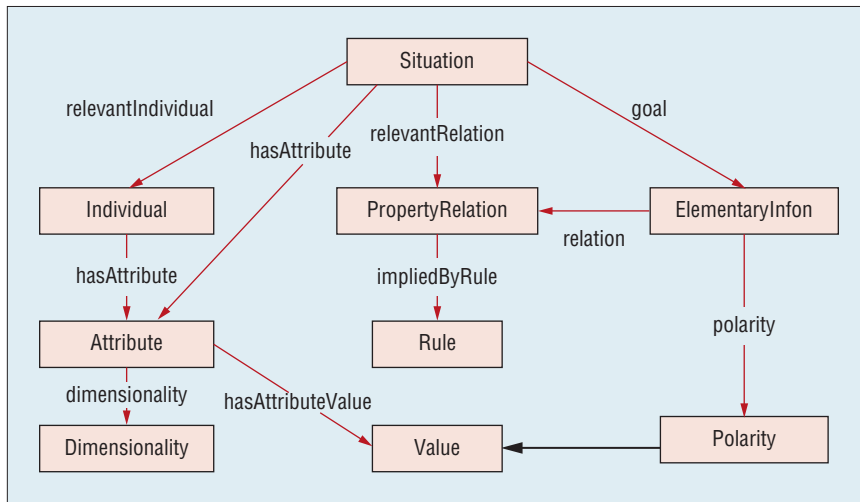 Situation
relevantIndividual
goal
hasAttribute
relevantRelation
Individual
PropertyRelation
ElementaryInfon
relation
hasAttribute
impliedByRule
polarity
Attribute
Rule
dimensionality
hasAttributeValue
Dimensionality
Value
Polarity